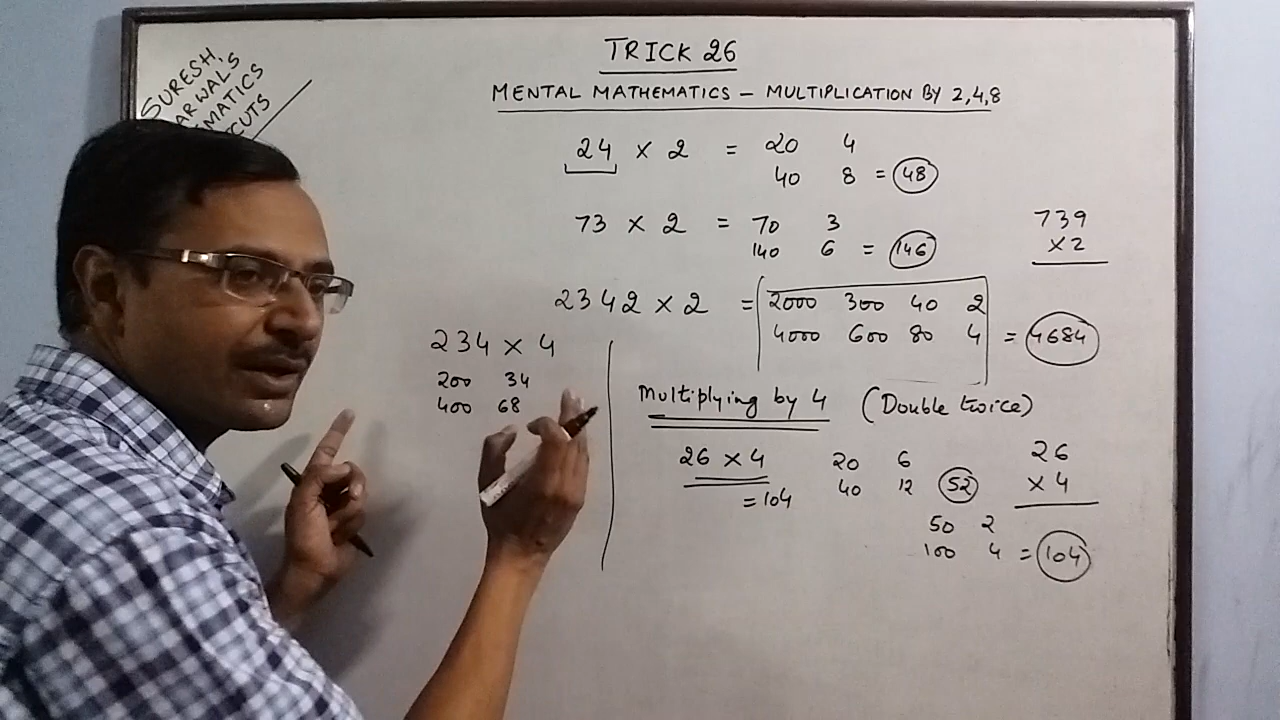 SURESH
TRICK 26
MENTAL MATHEMATICS – MULTIPLICATION BY 2,4,8
24 × 2 = 20 4
40 8 = 48
73 × 2 = 70 3
140 6 = 146
739
×2
2342 × 2 = 2000 300 40 2
4000 600 80 4 = 4684
234 × 4
200 34
400 68
Multiplying by 4 (Double twice)
26 × 4 20 6
= 104 40 12 52
50 2
100 4 = 104
26
× 4